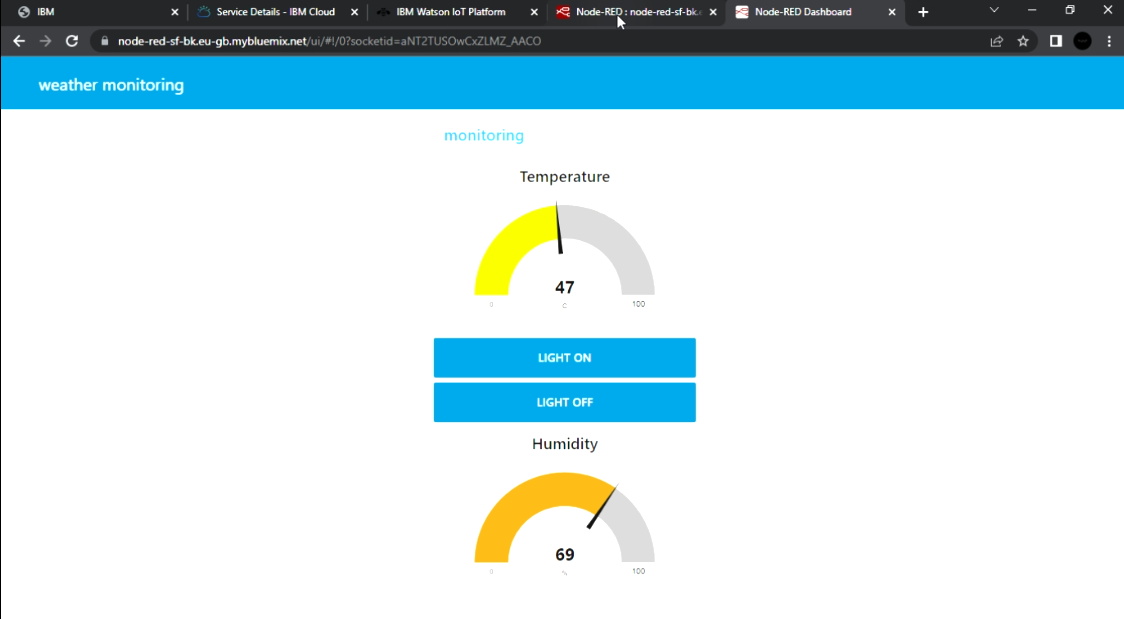 IBM
Service Details - IBM Cloud
IBM Watson IoT Platform
Node-RED : node-red-sf-bk.e
Node-RED Dashboard
node-red-sf-bk.eu-gb.mybluemix.net/ui/#!/0?socketid=aNT2TUSOwCxZLMZ_AACO
weather monitoring
monitoring
Temperature
47
0 C 100
LIGHT ON
LIGHT OFF
Humidity
69
0 % 100